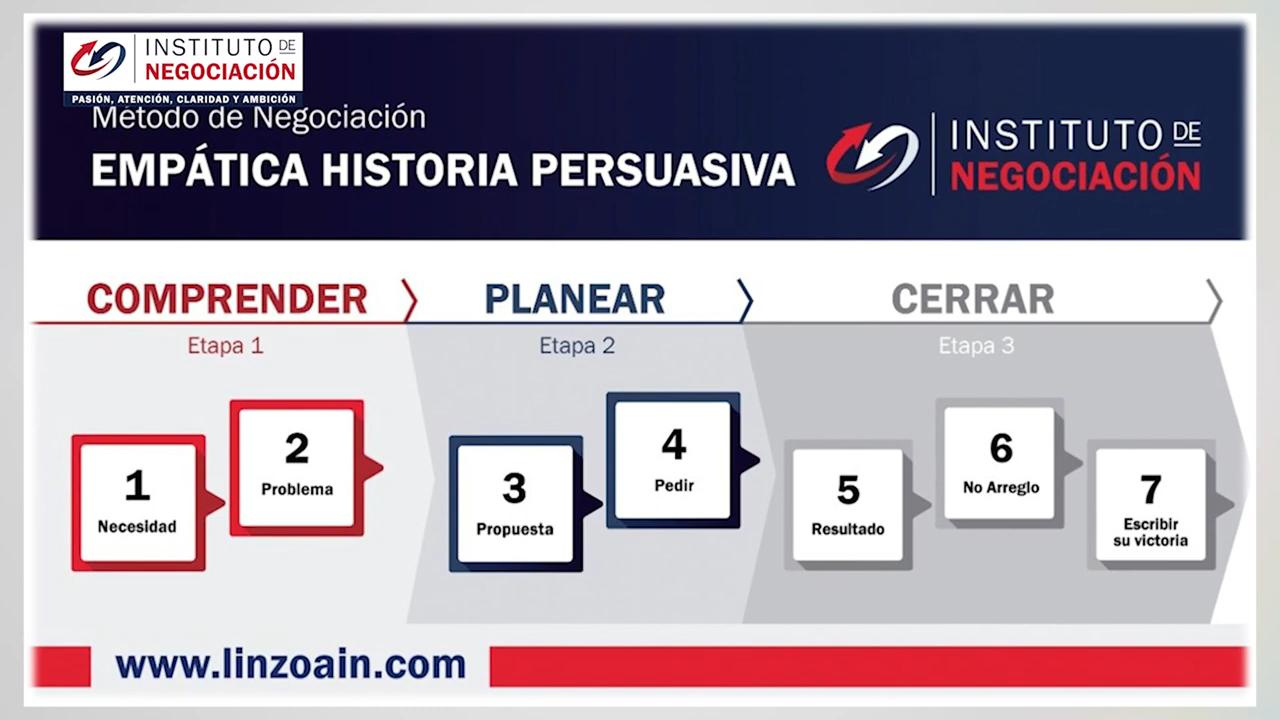 INSTITUTO DE
NEGOCIACIÓN
PASIÓN, ATENCIÓN, CLARIDAD Y AMBICIÓN
Método de Negociación
EMPÁTICA HISTORIA PERSUASIVA
INSTITUTO DE
NEGOCIACIÓN
COMPRENDER
Etapa 1
PLANEAR
Etapa 2
CERRAR
Etapa 3
1
Necesidad
2
Problema
3
Propuesta
4
Pedir
5
Resultado
6
No Arreglo
7
Escribir
su victoria
www.linzoain.com